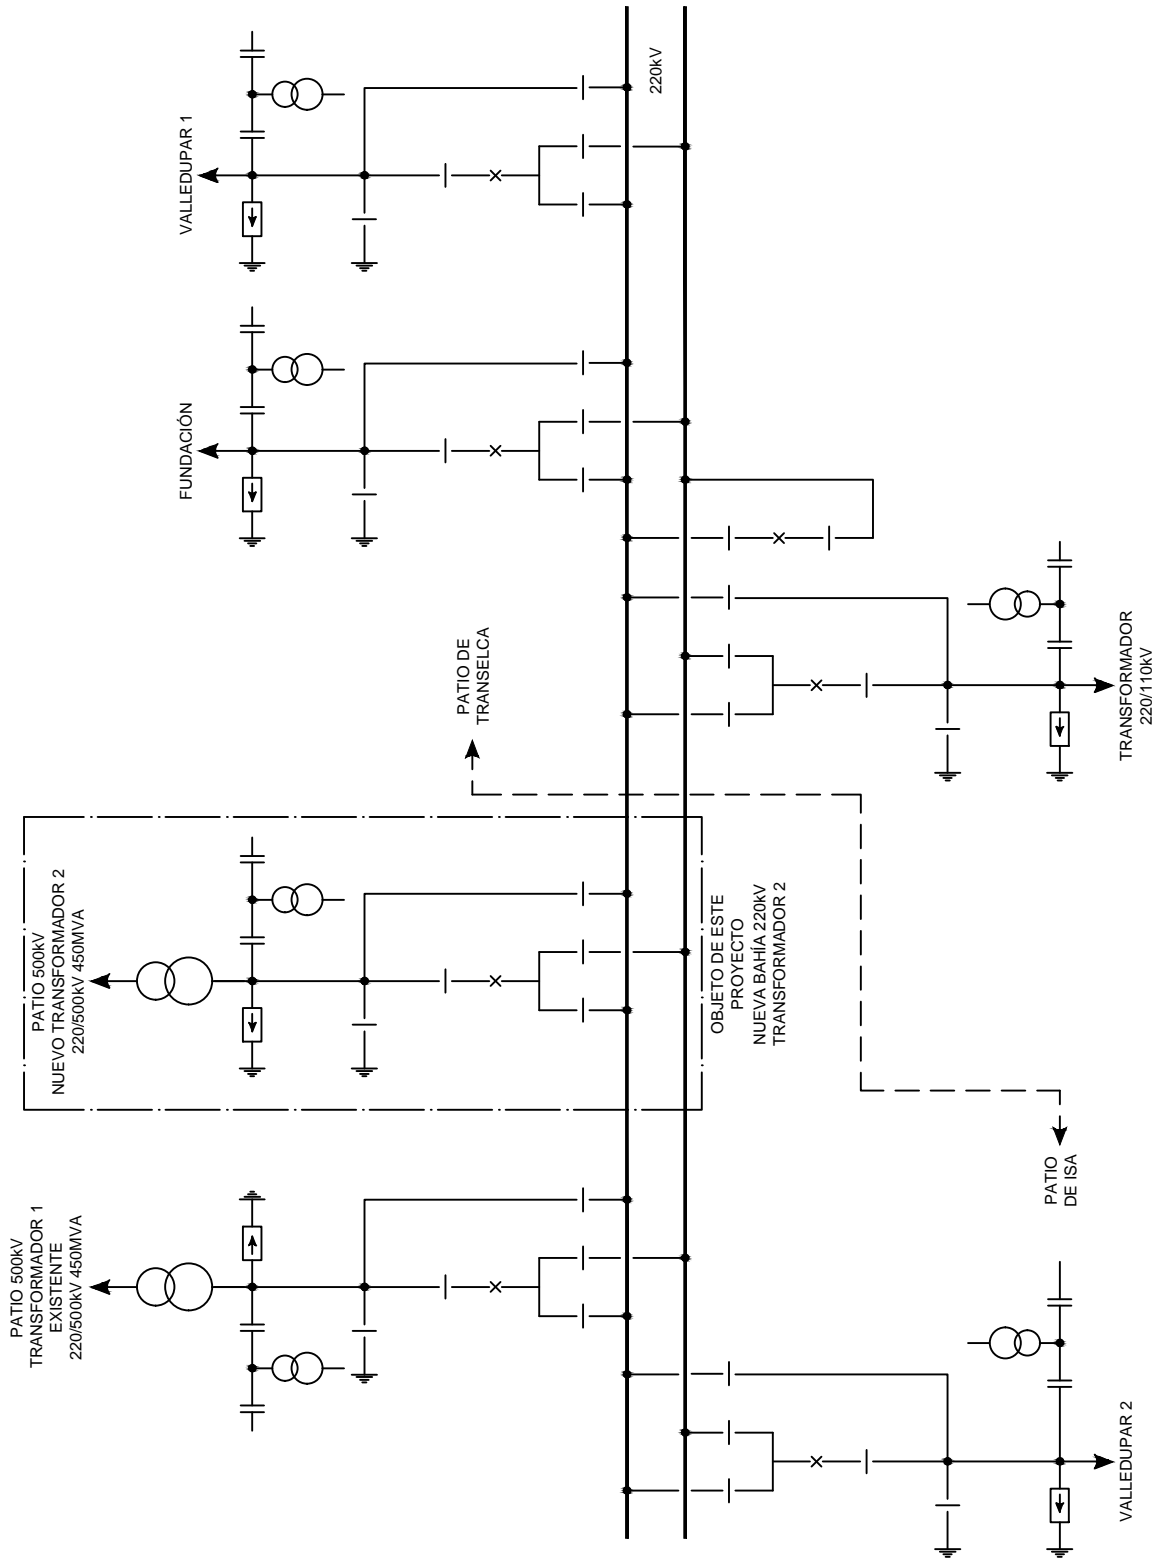 PATIO 500kV
TRANSFORMADOR 1
EXISTENTE
220/500kV 450MVA
PATIO 500kV
NUEVO TRANSFORMADOR 2
220/500kV 450MVA
FUNDACIÓN
VALLEDUPAR 1
PATIO DE
TRANSELCA
220kV
OBJETO DE ESTE
PROYECTO
NUEVA BAHÍA 220kV
TRANSFORMADOR 2
VALLEDUPAR 2
PATIO
DE ISA
TRANSFORMADOR
220/110kV